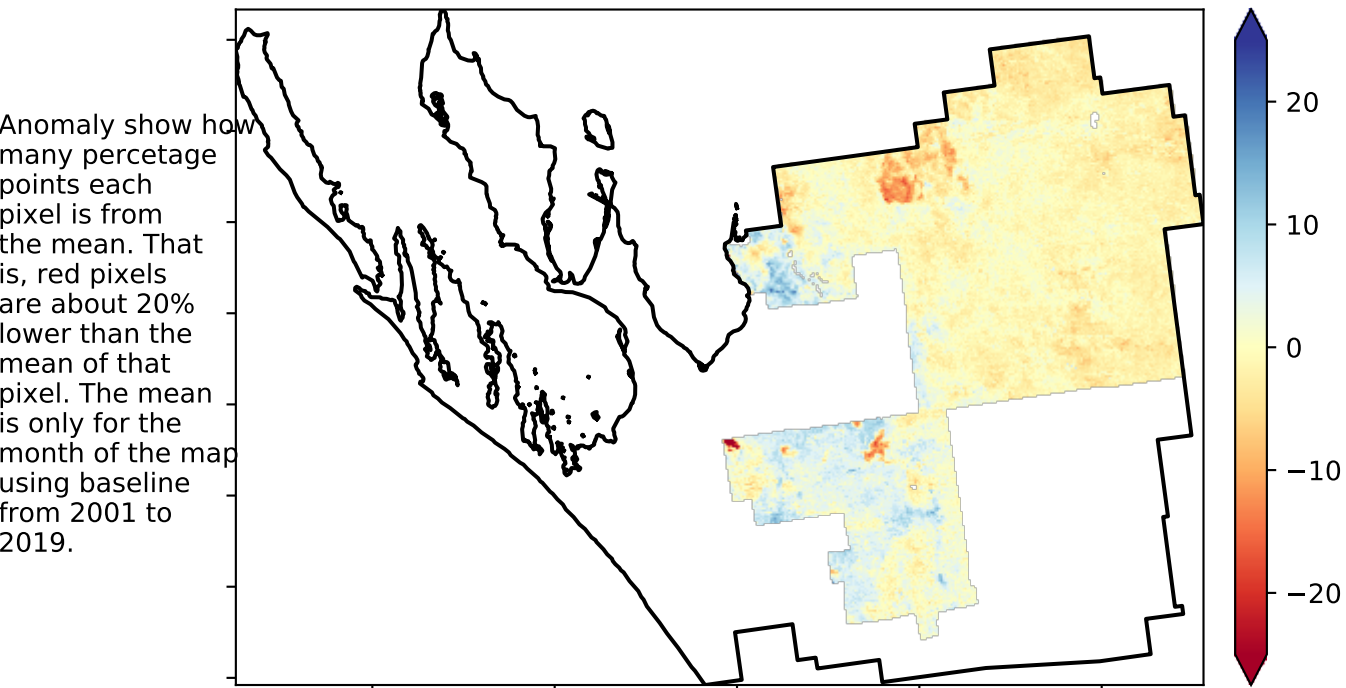 Anomaly show how
many percetage
points each
pixel is from
the mean. That
is, red pixels
are about 20%
lower than the
mean of that
pixel. The mean
is only for the
month of the map
using baseline
from 2001 to
2019.
20
10
0
−10
−20